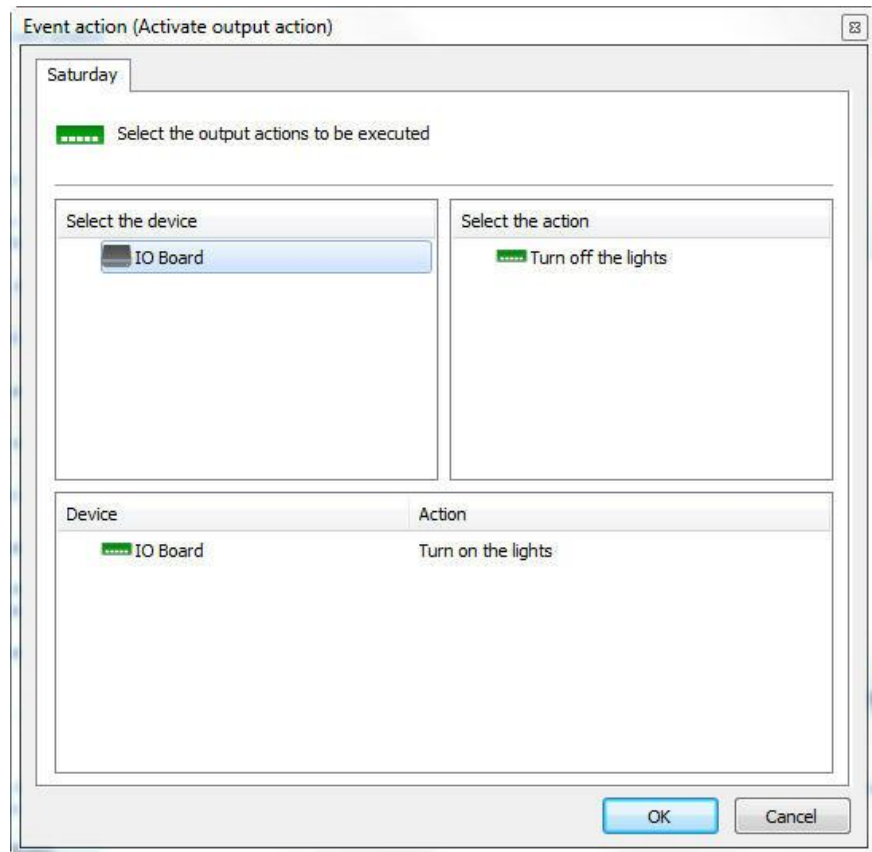 Event action (Activate output action)
Saturday
Select the output actions to be executed
Select the device
IO Board
Select the action
Turn off the lights
Device Action
IO Board Turn on the lights
OK Cancel